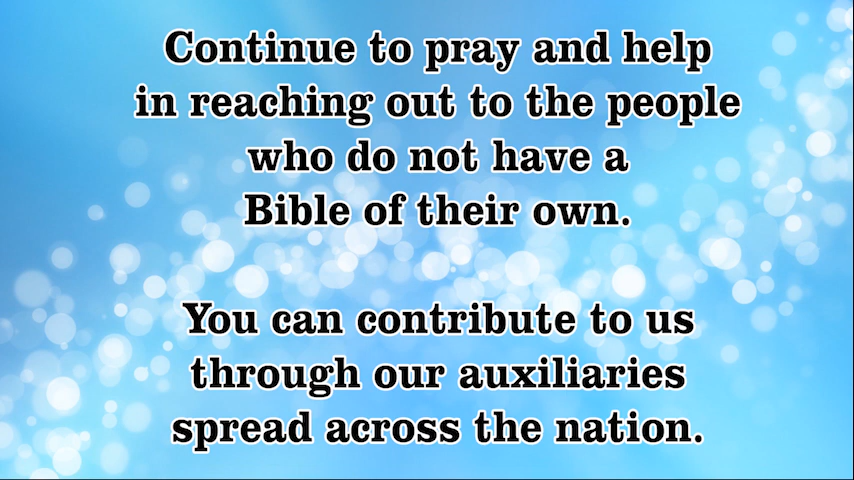 Continue to pray and help
in reaching out to the people
who do not have a
Bible of their own.
You can contribute to us
through our auxiliaries
spread across the nation.